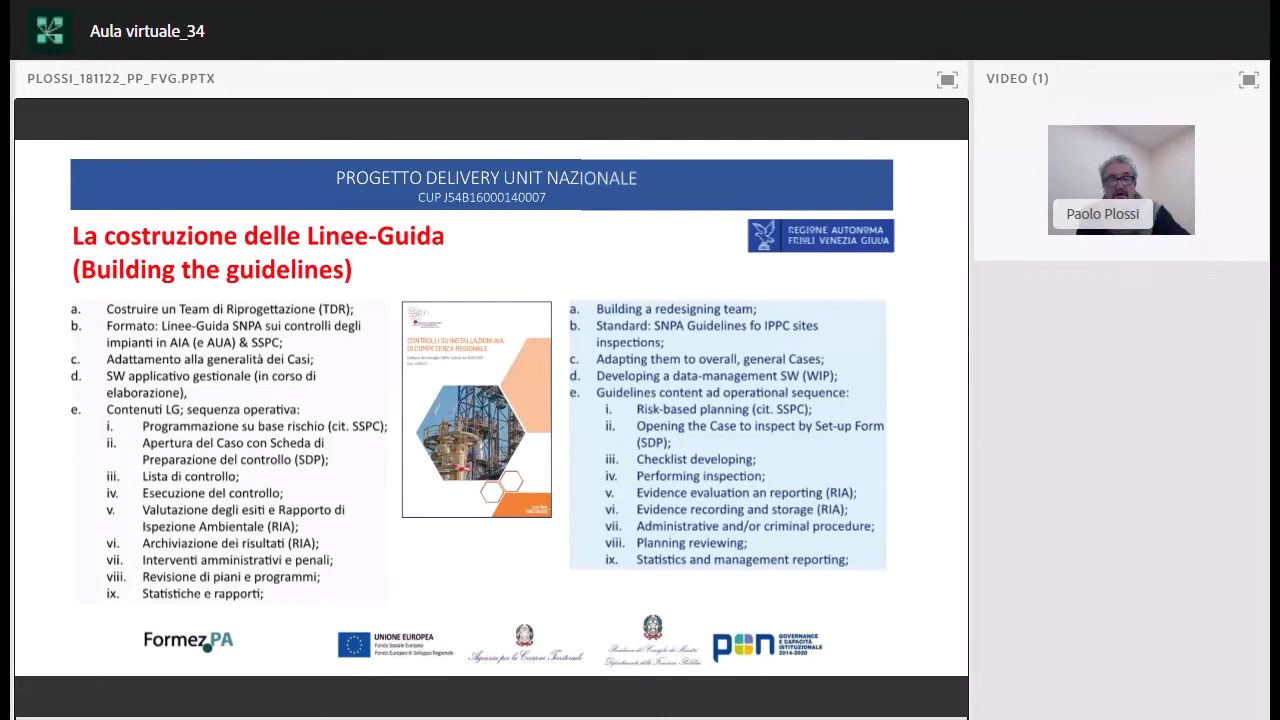 Aula virtuale_34
PLOSSI_181122_PP_FVG.PPTX
VIDEO (1)
Paolo Plossi
PROGETTO DELIVERY UNIT NAZIONALE
CUP J54B16000140007
La costruzione delle Linee-Guida
(Building the guidelines)
REGIONE AUTONOMA
FRIULI VENEZIA GIULIA
a. Costruire un Team di Riprogettazione (TDR);
b. Formato: Linee-Guida SNPA sui controlli degli
impianti in AIA (e AUA) & SSPC;
c. Adattamento alla generalità dei Casi;
d. SW applicativo gestionale (in corso di
elaborazione),
e. Contenuti LG; sequenza operativa:
i. Programmazione su base rischio (cit. SSPC);
ii. Apertura del Caso con Scheda di
Preparazione del controllo (SDP);
iii. Lista di controllo;
iv. Esecuzione del controllo;
v. Valutazione degli esiti e Rapporto di
Ispezione Ambientale (RIA);
vi. Archiviazione dei risultati (RIA);
vii. Interventi amministrativi e penali;
viii. Revisione di piani e programmi;
ix. Statistiche e rapporti;
CONTROLLI SU INSTALLAZIONI AIA
DI COMPETENZA REGIONALE
a. Building a redesigning team;
b. Standard: SNPA Guidelines fo IPPC sites
inspections;
c. Adapting them to overall, general Cases;
d. Developing a data-management SW (WIP);
e. Guidelines content ad operational sequence:
i. Risk-based planning (cit. SSPC);
ii. Opening the Case to inspect by Set-up Form
(SDP);
iii. Checklist developing;
iv. Performing inspection;
v. Evidence evaluation an reporting (RIA);
vi. Evidence recording and storage (RIA);
vii. Administrative and/or criminal procedure;
viii. Planning reviewing;
ix. Statistics and management reporting;
Formez PA
UNIONE EUROPEA
Fondo Sociale Europeo
Fondo Europeo di Sviluppo Regionale
Agenzia per la Coesione Territoriale
Presidenza del Consiglio dei Ministri
Dipartimento della Funzione Pubblica
pon
GOVERNANCE
E CAPACITÀ
ISTITUZIONALE
2014-2020